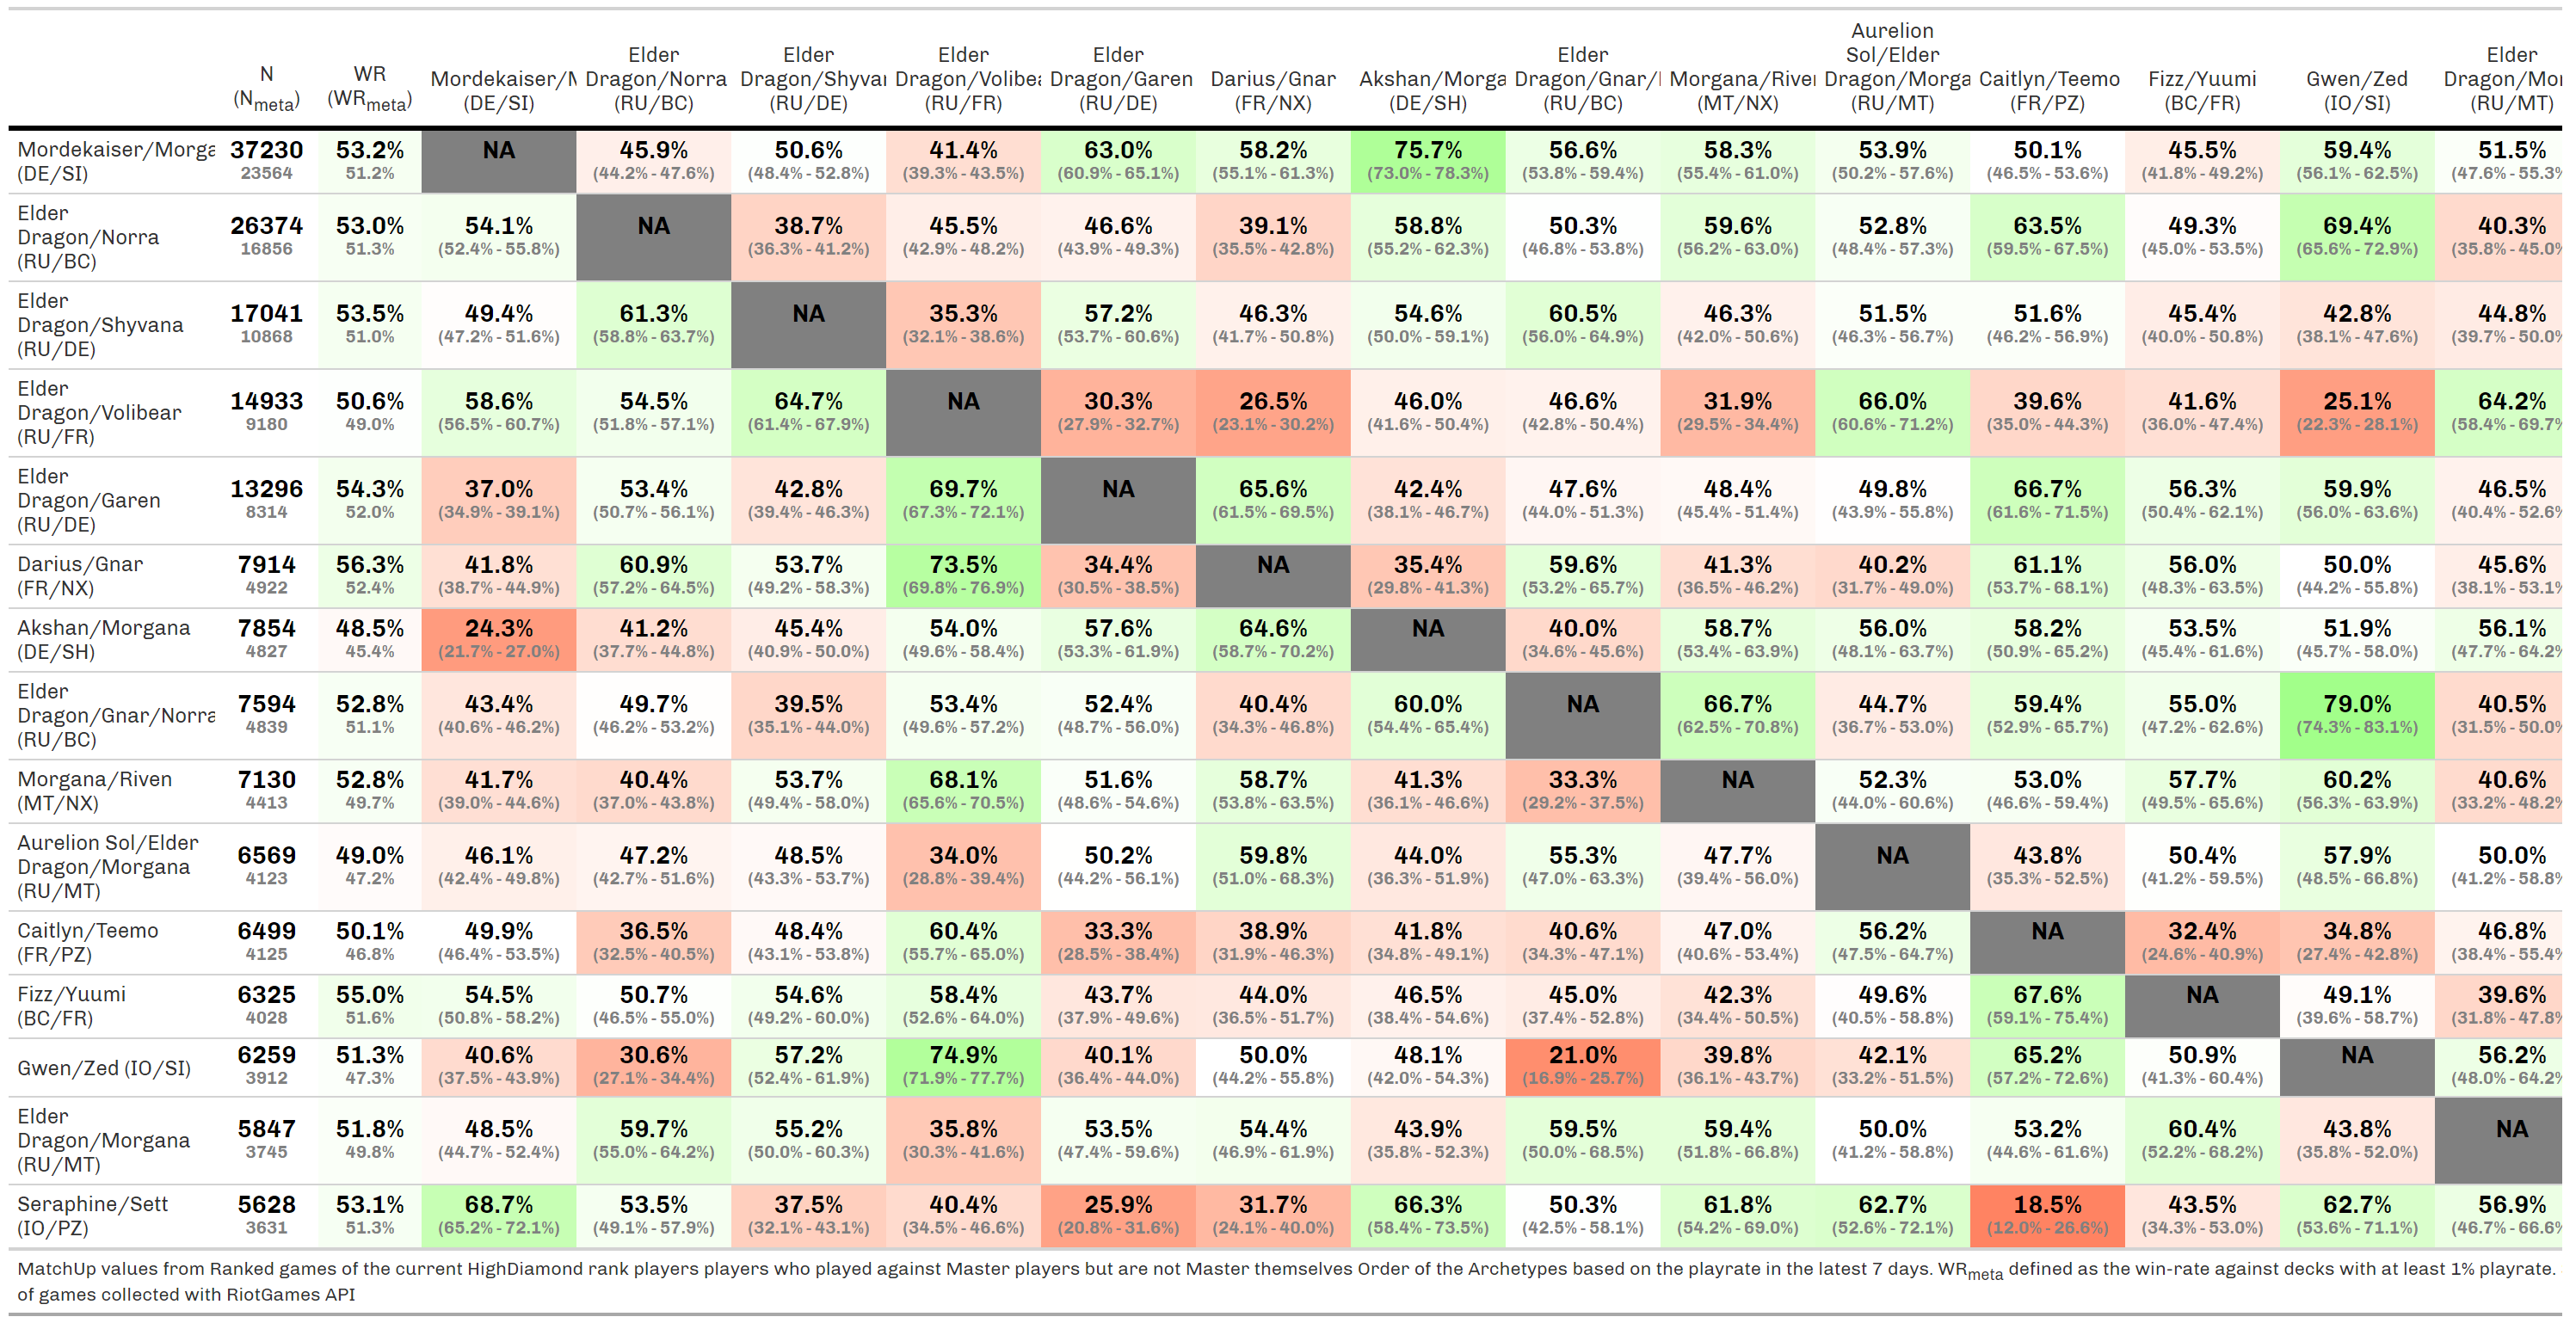 Aurelion
Elder Elder Elder Elder Elder Sol/Elder Elder
N WR Mordekaiser/M Dragon/Norra Dragon/Shyvan Dragon/Volibea Dragon/Garen Darius/Gnar Akshan/Morga Dragon/Gnar/ Morgana/Riven Dragon/Morga Caitlyn/Teemo Fizz/Yuumi Gwen/Zed Dragon/Mor
(Nmeta) (WRmeta) (DE/SI) (RU/BC) (RU/DE) (RU/FR) (RU/DE) (FR/NX) (DE/SH) (RU/BC) (MT/NX) (RU/MT) (FR/PZ) (BC/FR) (IO/SI) (RU/MT)
Mordekaiser/Morga 37230 53.2% NA 45.9% 50.6% 41.4% 63.0% 58.2% 75.7% 56.6% 58.3% 53.9% 50.1% 45.5% 59.4% 51.5%
(DE/SI) 23564 51.2% (44.2% - 47.6%) (48.4% - 52.8%) (39.3% - 43.5%) (60.9% - 65.1%) (55.1% - 61.3%) (73.0% - 78.3%) (53.8% - 59.4%) (55.4% - 61.0%) (50.2% - 57.6%) (46.5% - 53.6%) (41.8% - 49.2%) (56.1% - 62.5%) (47.6% - 55.3%
Elder
Dragon/Norra 26374 53.0% 54.1% NA 38.7% 45.5% 46.6% 39.1% 58.8% 50.3% 59.6% 52.8% 63.5% 49.3% 69.4% 40.3%
(RU/BC) 16856 51.3% (52.4% - 55.8%) (36.3% - 41.2%) (42.9% - 48.2%) (43.9% - 49.3%) (35.5% - 42.8%) (55.2% - 62.3%) (46.8% - 53.8%) (56.2% - 63.0%) (48.4% - 57.3%) (59.5% - 67.5%) (45.0% - 53.5%) (65.6% - 72.9%) (35.8% - 45.0%
Elder
Dragon/Shyvana 17041 53.5% 49.4% 61.3% NA 35.3% 57.2% 46.3% 54.6% 60.5% 46.3% 51.5% 51.6% 45.4% 42.8% 44.8%
(RU/DE) 10868 51.0% (47.2% - 51.6%) (58.8% - 63.7%) (32.1% - 38.6%) (53.7% - 60.6%) (41.7% - 50.8%) (50.0% - 59.1%) (56.0% - 64.9%) (42.0% - 50.6%) (46.3% - 56.7%) (46.2% - 56.9%) (40.0% - 50.8%) (38.1% - 47.6%) (39.7% - 50.0%
Elder
Dragon/Volibear 14933 50.6% 58.6% 54.5% 64.7% NA 30.3% 26.5% 46.0% 46.6% 31.9% 66.0% 39.6% 41.6% 25.1% 64.2%
(RU/FR) 9180 49.0% (56.5% - 60.7%) (51.8% - 57.1%) (61.4% - 67.9%) (27.9% - 32.7%) (23.1% - 30.2%) (41.6% - 50.4%) (42.8% - 50.4%) (29.5% - 34.4%) (60.6% - 71.2%) (35.0% - 44.3%) (36.0% - 47.4%) (22.3% - 28.1%) (58.4% - 69.7%
Elder
Dragon/Garen 13296 54.3% 37.0% 53.4% 42.8% 69.7% NA 65.6% 42.4% 47.6% 48.4% 49.8% 66.7% 56.3% 59.9% 46.5%
(RU/DE) 8314 52.0% (34.9% - 39.1%) (50.7% - 56.1%) (39.4% - 46.3%) (67.3% - 72.1%) (61.5% - 69.5%) (38.1% - 46.7%) (44.0% - 51.3%) (45.4% - 51.4%) (43.9% - 55.8%) (61.6% - 71.5%) (50.4% - 62.1%) (56.0% - 63.6%) (40.4% - 52.6%
Darius/Gnar 7914 56.3% 41.8% 60.9% 53.7% 73.5% 34.4% NA 35.4% 59.6% 41.3% 40.2% 61.1% 56.0% 50.0% 45.6%
(FR/NX) 4922 52.4% (38.7% - 44.9%) (57.2% - 64.5%) (49.2% - 58.3%) (69.8% - 76.9%) (30.5% - 38.5%) (29.8% - 41.3%) (53.2% - 65.7%) (36.5% - 46.2%) (31.7% - 49.0%) (53.7% - 68.1%) (48.3% - 63.5%) (44.2% - 55.8%) (38.1% - 53.1%
Akshan/Morgana 7854 48.5% 24.3% 41.2% 45.4% 54.0% 57.6% 64.6% NA 40.0% 58.7% 56.0% 58.2% 53.5% 51.9% 56.1%
(DE/SH) 4827 45.4% (21.7% - 27.0%) (37.7% - 44.8%) (40.9% - 50.0%) (49.6% - 58.4%) (53.3% - 61.9%) (58.7% - 70.2%) (34.6% - 45.6%) (53.4% - 63.9%) (48.1% - 63.7%) (50.9% - 65.2%) (45.4% - 61.6%) (45.7% - 58.0%) (47.7% - 64.2%
Elder
Dragon/Gnar/Norra 7594 52.8% 43.4% 49.7% 39.5% 53.4% 52.4% 40.4% 60.0% NA 66.7% 44.7% 59.4% 55.0% 79.0% 40.5%
(RU/BC) 4839 51.1% (40.6% - 46.2%) (46.2% - 53.2%) (35.1% - 44.0%) (49.6% - 57.2%) (48.7% - 56.0%) (34.3% - 46.8%) (54.4% - 65.4%) (62.5% - 70.8%) (36.7% - 53.0%) (52.9% - 65.7%) (47.2% - 62.6%) (74.3% - 83.1%) (31.5% - 50.0%
Morgana/Riven 7130 52.8% 41.7% 40.4% 53.7% 68.1% 51.6% 58.7% 41.3% 33.3% NA 52.3% 53.0% 57.7% 60.2% 40.6%
(MT/NX) 4413 49.7% (39.0% - 44.6%) (37.0% - 43.8%) (49.4% - 58.0%) (65.6% - 70.5%) (48.6% - 54.6%) (53.8% - 63.5%) (36.1% - 46.6%) (29.2% - 37.5%) (44.0% - 60.6%) (46.6% - 59.4%) (49.5% - 65.6%) (56.3% - 63.9%) (33.2% - 48.2%
Aurelion Sol/Elder
Dragon/Morgana 6569 49.0% 46.1% 47.2% 48.5% 34.0% 50.2% 59.8% 44.0% 55.3% 47.7% NA 43.8% 50.4% 57.9% 50.0%
(RU/MT) 4123 47.2% (42.4% - 49.8%) (42.7% - 51.6%) (43.3% - 53.7%) (28.8% - 39.4%) (44.2% - 56.1%) (51.0% - 68.3%) (36.3% - 51.9%) (47.0% - 63.3%) (39.4% - 56.0%) (35.3% - 52.5%) (41.2% - 59.5%) (48.5% - 66.8%) (41.2% - 58.8%
Caitlyn/Teemo 6499 50.1% 49.9% 36.5% 48.4% 60.4% 33.3% 38.9% 41.8% 40.6% 47.0% 56.2% NA 32.4% 34.8% 46.8%
(FR/PZ) 4125 46.8% (46.4% - 53.5%) (32.5% - 40.5%) (43.1% - 53.8%) (55.7% - 65.0%) (28.5% - 38.4%) (31.9% - 46.3%) (34.8% - 49.1%) (34.3% - 47.1%) (40.6% - 53.4%) (47.5% - 64.7%) (24.6% - 40.9%) (27.4% - 42.8%) (38.4% - 55.4%
Fizz/Yuumi 6325 55.0% 54.5% 50.7% 54.6% 58.4% 43.7% 44.0% 46.5% 45.0% 42.3% 49.6% 67.6% NA 49.1% 39.6%
(BC/FR) 4028 51.6% (50.8% - 58.2%) (46.5% - 55.0%) (49.2% - 60.0%) (52.6% - 64.0%) (37.9% - 49.6%) (36.5% - 51.7%) (38.4% - 54.6%) (37.4% - 52.8%) (34.4% - 50.5%) (40.5% - 58.8%) (59.1% - 75.4%) (39.6% - 58.7%) (31.8% - 47.8%
Gwen/Zed (IO/SI) 6259 51.3% 40.6% 30.6% 57.2% 74.9% 40.1% 50.0% 48.1% 21.0% 39.8% 42.1% 65.2% 50.9% NA 56.2%
3912 47.3% (37.5% - 43.9%) (27.1% - 34.4%) (52.4% - 61.9%) (71.9% - 77.7%) (36.4% - 44.0%) (44.2% - 55.8%) (42.0% - 54.3%) (16.9% - 25.7%) (36.1% - 43.7%) (33.2% - 51.5%) (57.2% - 72.6%) (41.3% - 60.4%) (48.0% - 64.2%
Elder
Dragon/Morgana 5847 51.8% 48.5% 59.7% 55.2% 35.8% 53.5% 54.4% 43.9% 59.5% 59.4% 50.0% 53.2% 60.4% 43.8% NA
(RU/MT) 3745 49.8% (44.7% - 52.4%) (55.0% - 64.2%) (50.0% - 60.3%) (30.3% - 41.6%) (47.4% - 59.6%) (46.9% - 61.9%) (35.8% - 52.3%) (50.0% - 68.5%) (51.8% - 66.8%) (41.2% - 58.8%) (44.6% - 61.6%) (52.2% - 68.2%) (35.8% - 52.0%)
Seraphine/Sett 5628 53.1% 68.7% 53.5% 37.5% 40.4% 25.9% 31.7% 66.3% 50.3% 61.8% 62.7% 18.5% 43.5% 62.7% 56.9%
(IO/PZ) 3631 51.3% (65.2% - 72.1%) (49.1% - 57.9%) (32.1% - 43.1%) (34.5% - 46.6%) (20.8% - 31.6%) (24.1% - 40.0%) (58.4% - 73.5%) (42.5% - 58.1%) (54.2% - 69.0%) (52.6% - 72.1%) (12.0% - 26.6%) (34.3% - 53.0%) (53.6% - 71.1%) (46.7% - 66.6%
MatchUp values from Ranked games of the current HighDiamond rank players players who played against Master players but are not Master themselves Order of the Archetypes based on the playrate in the latest 7 days. WRmeta defined as the win-rate against decks with at least 1% playrate.
of games collected with RiotGames API